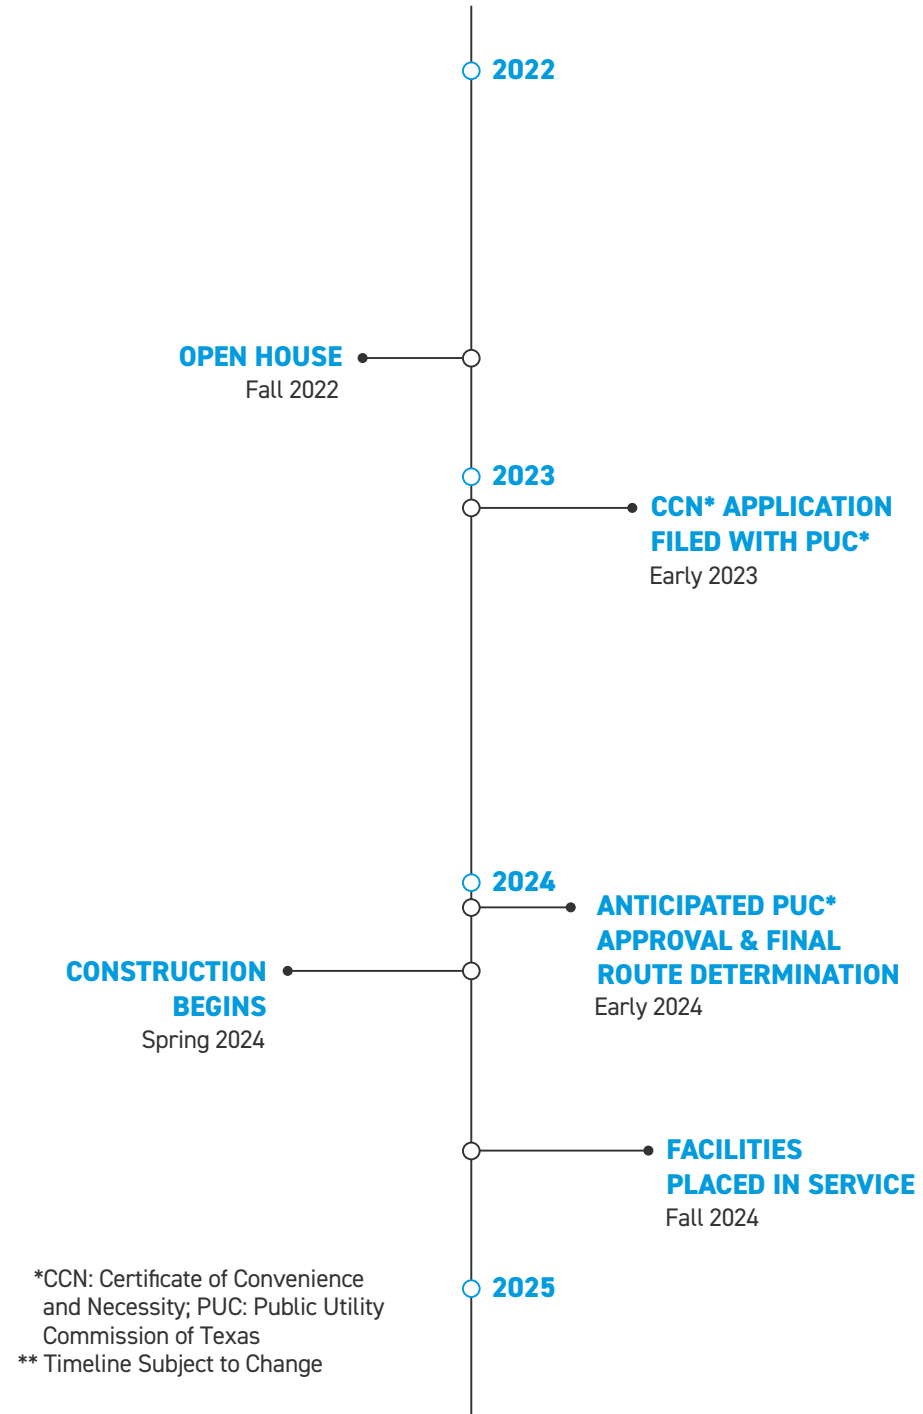 2022
OPEN HOUSE
Fall 2022
2023
CCN* APPLICATION
FILED WITH PUC*
Early 2023
2024
ANTICIPATED PUC*
APPROVAL & FINAL
ROUTE DETERMINATION
Early 2024
CONSTRUCTION
BEGINS
Spring 2024
FACILITIES
PLACED IN SERVICE
Fall 2024
2025
*CCN: Certificate of Convenience
and Necessity; PUC: Public Utility
Commission of Texas
** Timeline Subject to Change